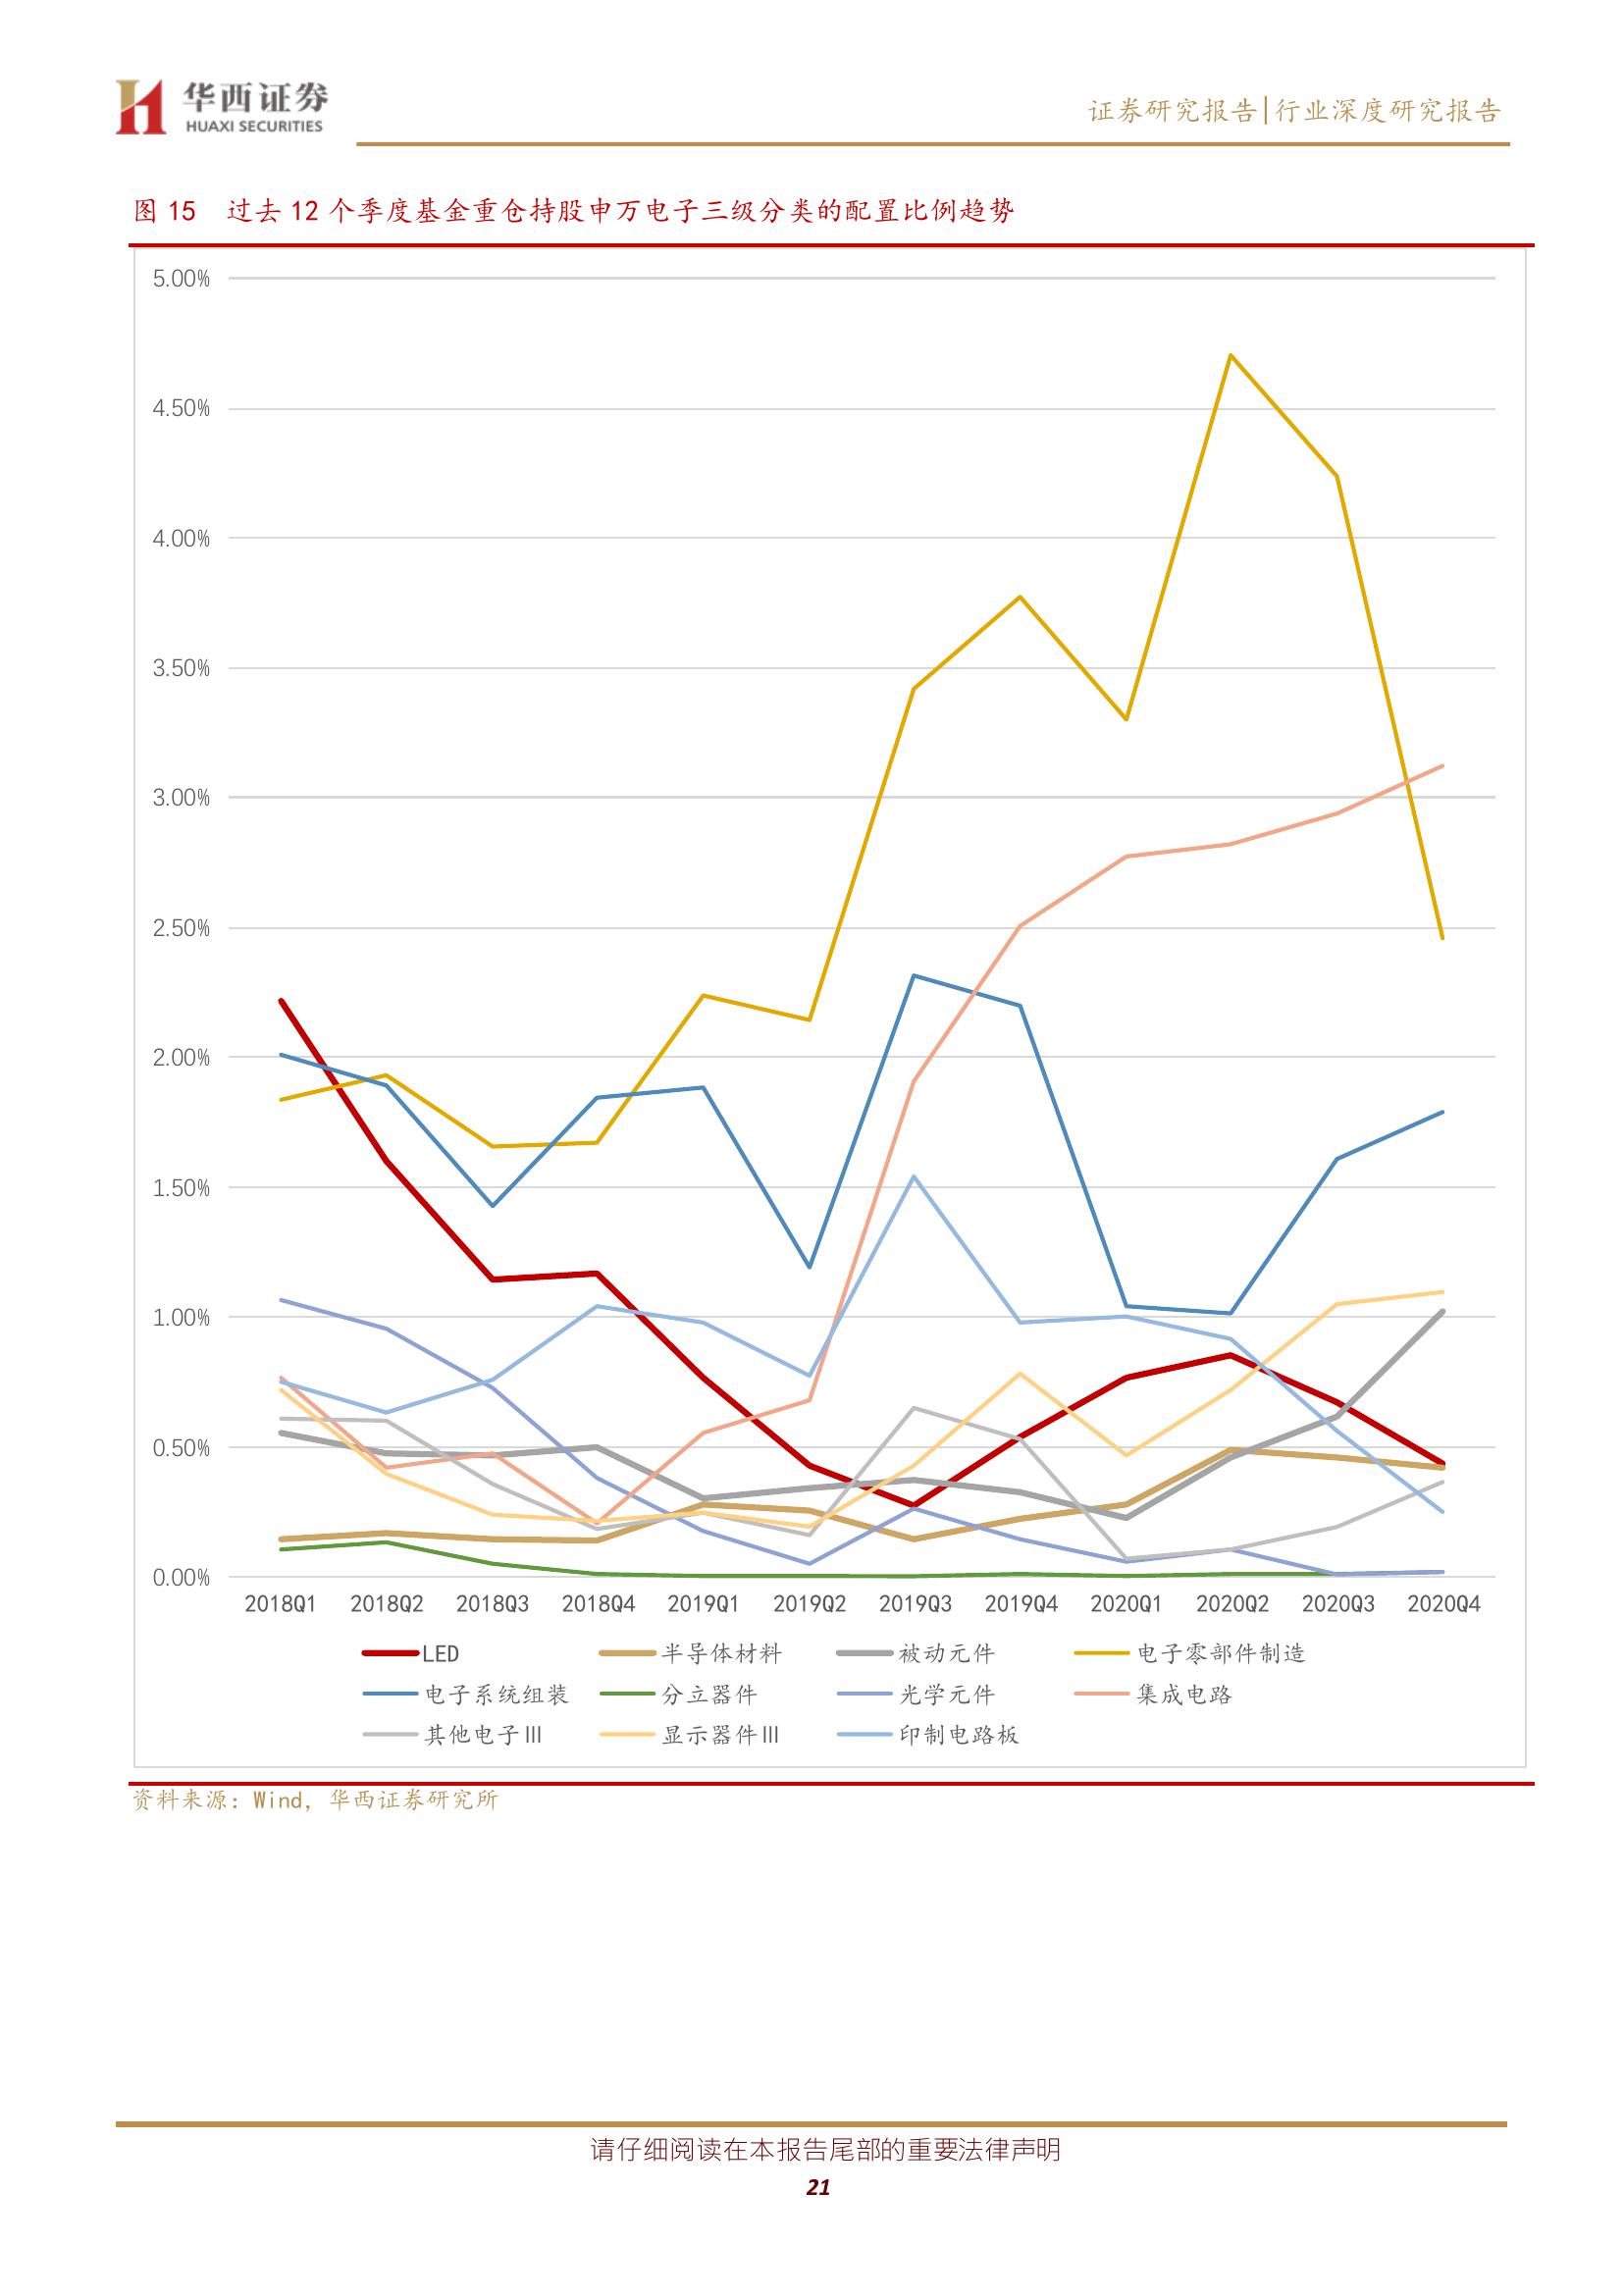 华西证券
HUAXI SECURITIES
证券研究报告|行业深度研究报告
图 15 过去 12 个季度基金重仓持股申万电子三级分类的配置比例趋势
5.00%
4.50%
4.00%
3.50%
3.00%
2.50%
2.00%
1.50%
1.00%
0.50%
0.00%
2018Q1 2018Q2 2018Q3 2018Q4 2019Q1 2019Q2 2019Q3 2019Q4 2020Q1 2020Q2 2020Q3 2020Q4
LED 半导体材料 被动元件 电子零部件制造
电子系统组装 分立器件 光学元件 集成电路
其他电子Ⅲ 显示器件Ⅲ 印制电路板
资料来源：Wind，华西证券研究所
请仔细阅读在本报告尾部的重要法律声明
21